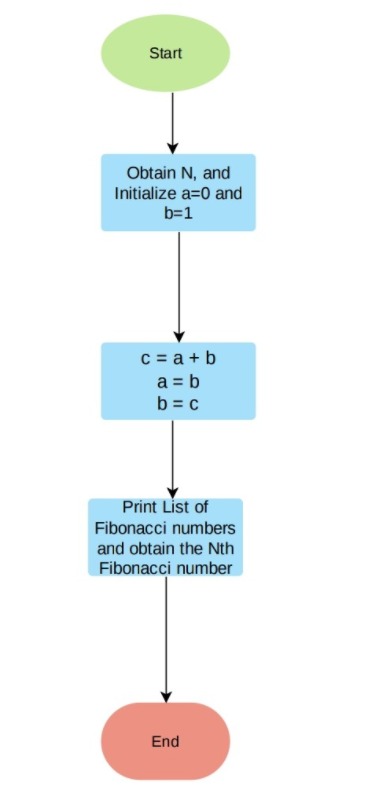 Start
Obtain N, and
Initialize a=0 and
b=1
c = a + b
a = b
b = c
Print List of
Fibonacci numbers
and obtain the Nth
Fibonacci number
End